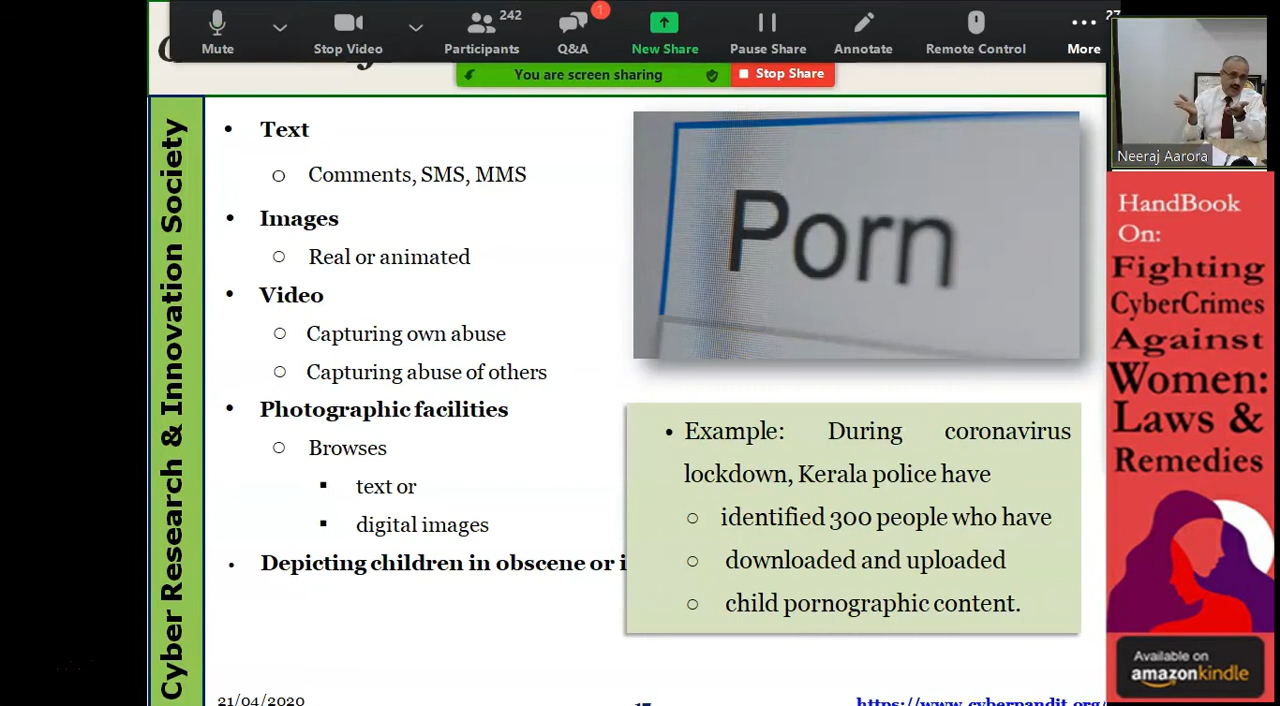 Mute
Stop Video
Participants
242
Q&A
1
New Share
Pause Share
Annotate
Remote Control
More
27
You are screen sharing
Stop Share
Neeraj Aarora
Cyber Research & Innovation Society
• Text
○ Comments, SMS, MMS
• Images
○ Real or animated
• Video
○ Capturing own abuse
○ Capturing abuse of others
• Photographic facilities
○ Browses
▪ text or
▪ digital images
• Depicting children in obscene or i
Porn
• Example: During coronavirus
lockdown, Kerala police have
○ identified 300 people who have
○ downloaded and uploaded
○ child pornographic content.
HandBook
On:
Fighting
CyberCrimes
Against
Women:
Laws &
Remedies
Available on
amazonkindle
21/04/2020
17
https://www.cyberpandit.org/